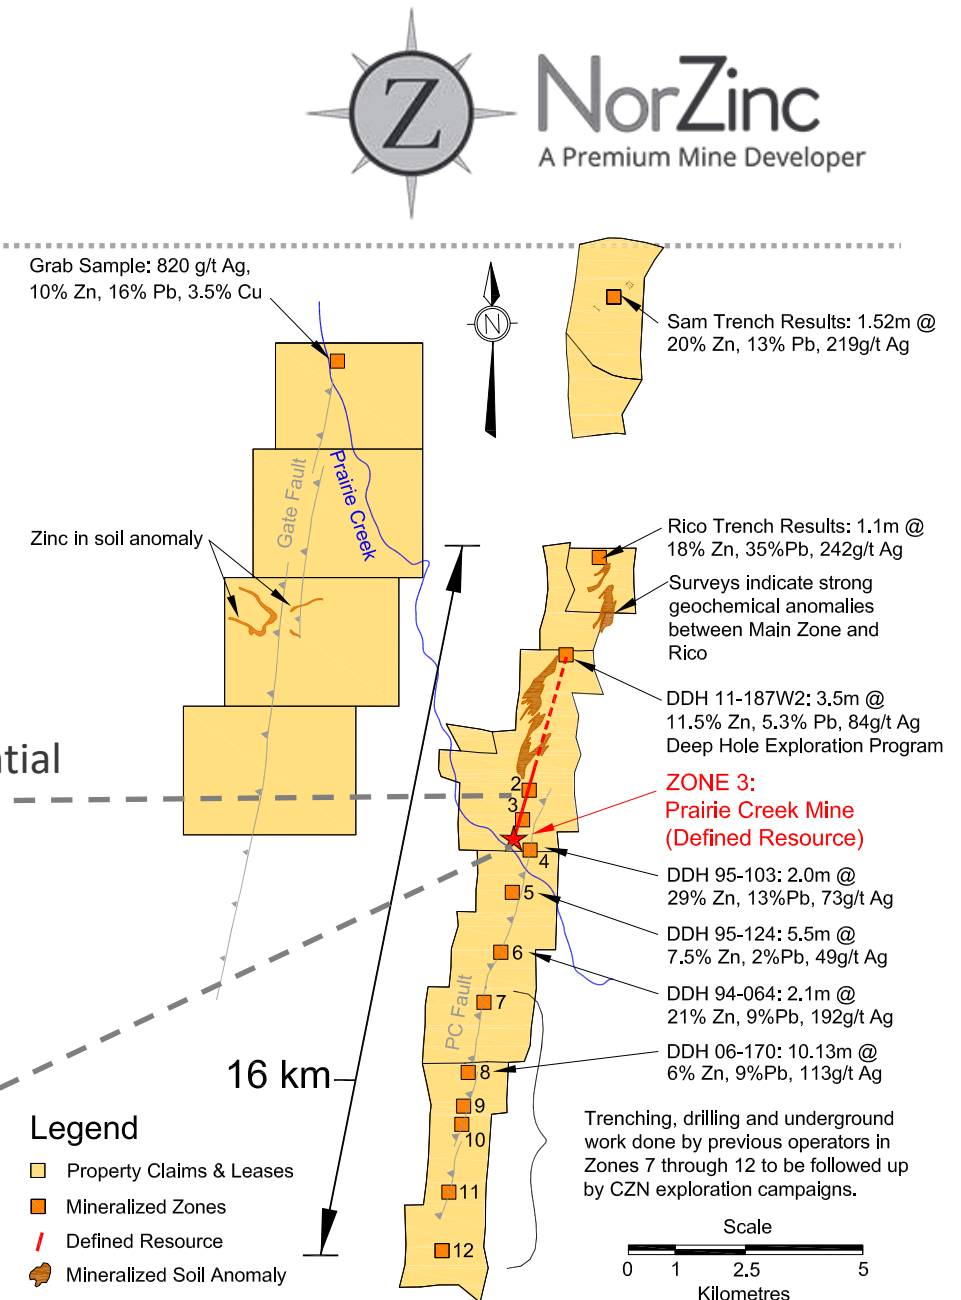 Z
NorZinc
A Premium Mine Developer
Grab Sample: 820 g/t Ag,
10% Zn, 16% Pb, 3.5% Cu
N
Sam Trench Results: 1.52m @
20% Zn, 13% Pb, 219g/t Ag
Gate Fault
Prairie Creek
Zinc in soil anomaly
Rico Trench Results: 1.1m @
18% Zn, 35%Pb, 242g/t Ag
Surveys indicate strong
geochemical anomalies
between Main Zone and
Rico
DDH 11-187W2: 3.5m @
11.5% Zn, 5.3% Pb, 84g/t Ag
Deep Hole Exploration Program
ntial
2
ZONE 3:
Prairie Creek Mine
(Defined Resource)
3
4
DDH 95-103: 2.0m @
29% Zn, 13%Pb, 73g/t Ag
5
DDH 95-124: 5.5m @
7.5% Zn, 2%Pb, 49g/t Ag
6
DDH 94-064: 2.1m @
21% Zn, 9%Pb, 192g/t Ag
7
PC Fault
DDH 06-170: 10.13m @
6% Zn, 9%Pb, 113g/t Ag
8
16 km
9
10
11
12
Trenching, drilling and underground
work done by previous operators in
Zones 7 through 12 to be followed up
by CZN exploration campaigns.
Legend
Property Claims & Leases
Mineralized Zones
Defined Resource
Mineralized Soil Anomaly
Scale
0 1 2.5 5
Kilometres